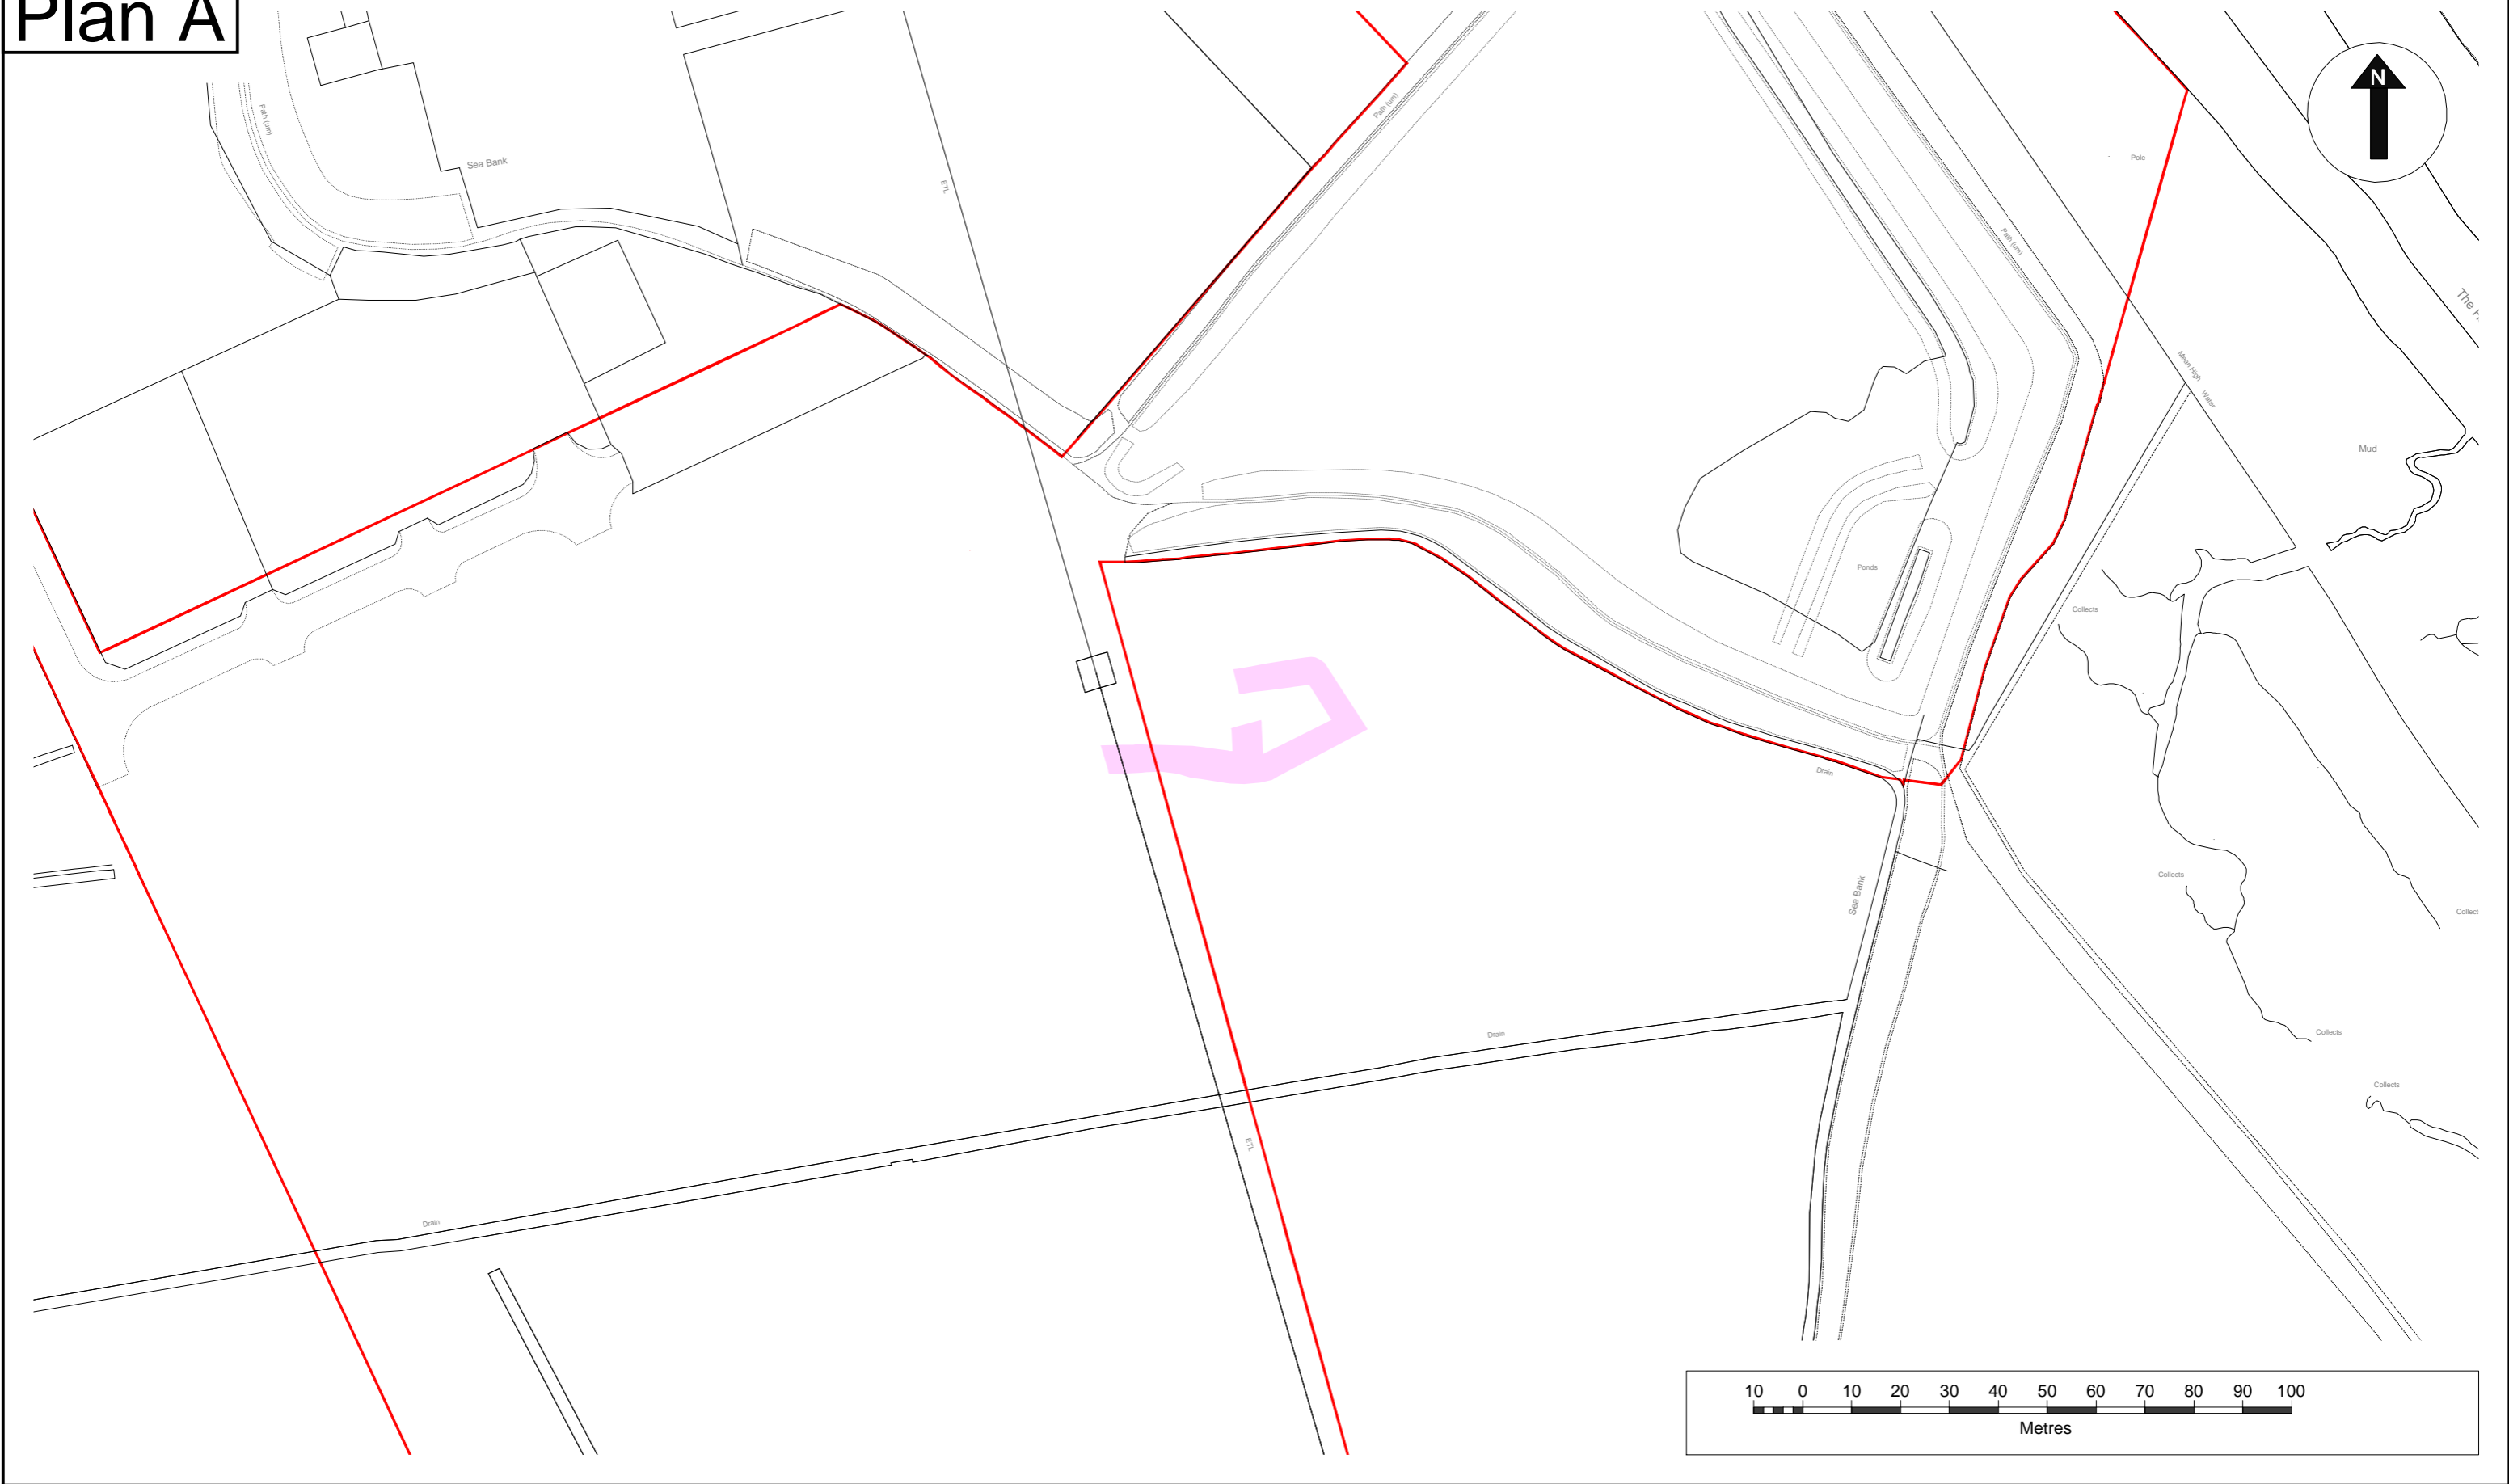 Plan A
N
Path (um)
Sea Bank
ETL
Path (um)
Pole
Path (um)
The
Mean High
Water
Mud
Ponds
Collects
Drain
Sea Bank
Collects
Collect
Drain
Collects
Collects
ETL
Drain
10 0 10 20 30 40 50 60 70 80 90 100
Metres